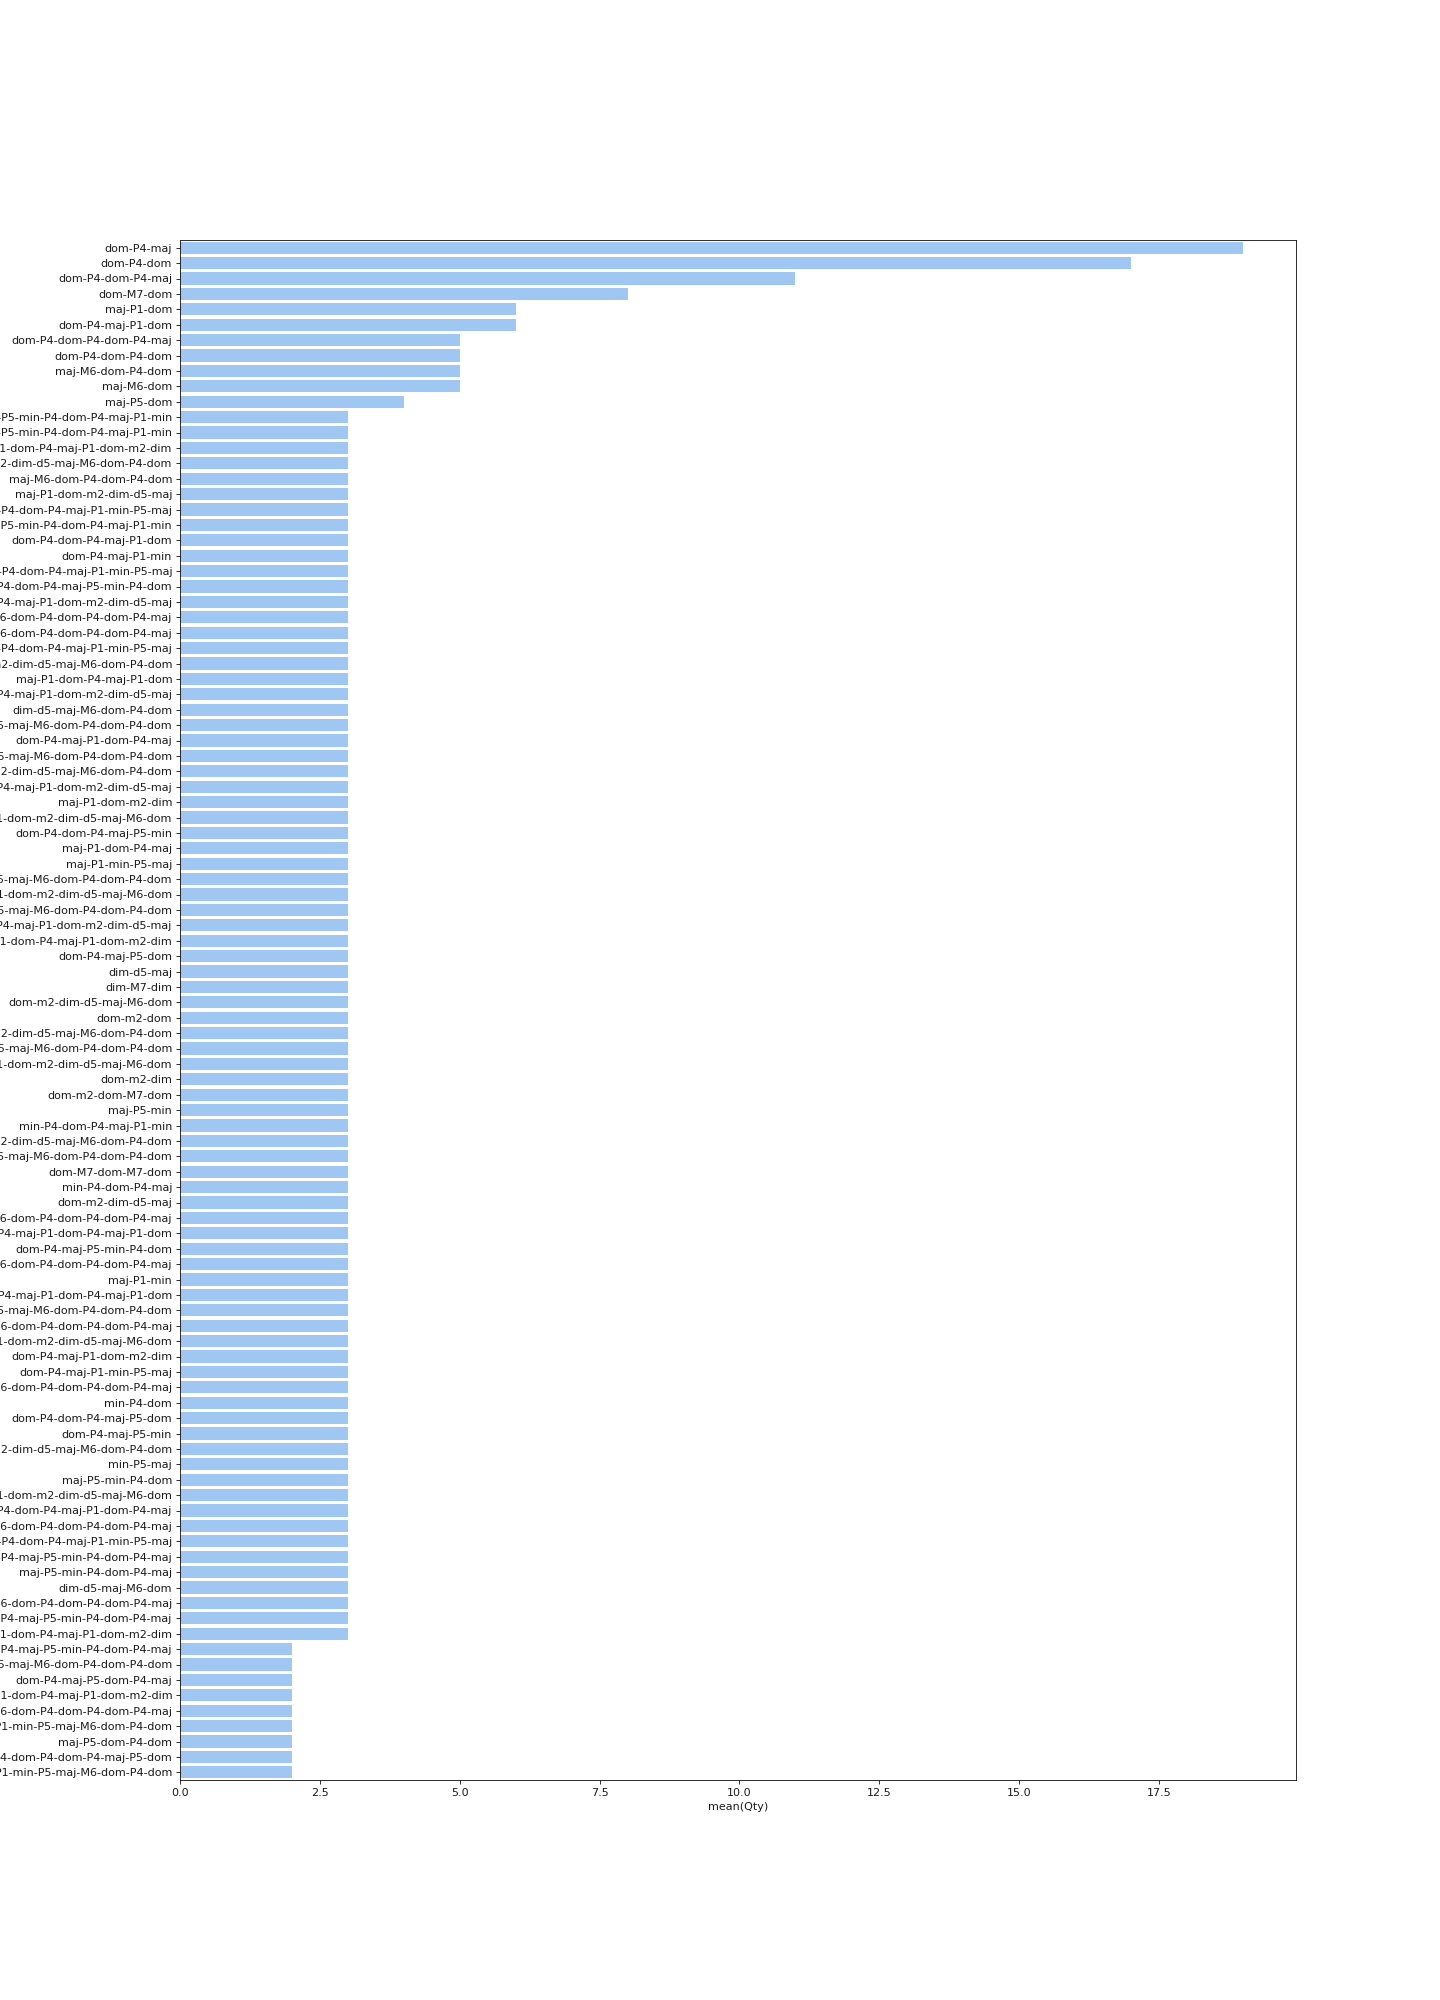 dom-P4-maj
dom-P4-dom
dom-P4-dom-P4-maj
dom-M7-dom
maj-P1-dom
dom-P4-maj-P1-dom
dom-P4-dom-P4-dom-P4-maj
dom-P4-dom-P4-dom
maj-M6-dom-P4-dom
maj-M6-dom
maj-P5-dom
-P5-min-P4-dom-P4-maj-P1-min
-P5-min-P4-dom-P4-maj-P1-min
1-dom-P4-maj-P1-dom-m2-dim
2-dim-d5-maj-M6-dom-P4-dom
maj-M6-dom-P4-dom-P4-dom
maj-P1-dom-m2-dim-d5-maj
-P4-dom-P4-maj-P1-min-P5-maj
P5-min-P4-dom-P4-maj-P1-min
dom-P4-dom-P4-maj-P1-dom
dom-P4-maj-P1-min
-P4-dom-P4-maj-P1-min-P5-maj
P4-dom-P4-maj-P5-min-P4-dom
P4-maj-P1-dom-m2-dim-d5-maj
6-dom-P4-dom-P4-dom-P4-maj
6-dom-P4-dom-P4-dom-P4-maj
-P4-dom-P4-maj-P1-min-P5-maj
2-dim-d5-maj-M6-dom-P4-dom
maj-P1-dom-P4-maj-P1-dom
P4-maj-P1-dom-m2-dim-d5-maj
dim-d5-maj-M6-dom-P4-dom
5-maj-M6-dom-P4-dom-P4-dom
dom-P4-maj-P1-dom-P4-maj
5-maj-M6-dom-P4-dom-P4-dom
2-dim-d5-maj-M6-dom-P4-dom
P4-maj-P1-dom-m2-dim-d5-maj
maj-P1-dom-m2-dim
1-dom-m2-dim-d5-maj-M6-dom
dom-P4-dom-P4-maj-P5-min
maj-P1-dom-P4-maj
maj-P1-min-P5-maj
5-maj-M6-dom-P4-dom-P4-dom
1-dom-m2-dim-d5-maj-M6-dom
5-maj-M6-dom-P4-dom-P4-dom
P4-maj-P1-dom-m2-dim-d5-maj
1-dom-P4-maj-P1-dom-m2-dim
dom-P4-maj-P5-dom
dim-d5-maj
dim-M7-dim
dom-m2-dim-d5-maj-M6-dom
dom-m2-dom
2-dim-d5-maj-M6-dom-P4-dom
5-maj-M6-dom-P4-dom-P4-dom
1-dom-m2-dim-d5-maj-M6-dom
dom-m2-dim
dom-m2-dom-M7-dom
maj-P5-min
min-P4-dom-P4-maj-P1-min
2-dim-d5-maj-M6-dom-P4-dom
5-maj-M6-dom-P4-dom-P4-dom
dom-M7-dom-M7-dom
min-P4-dom-P4-maj
dom-m2-dim-d5-maj
6-dom-P4-dom-P4-dom-P4-maj
P4-maj-P1-dom-P4-maj-P1-dom
dom-P4-maj-P5-min-P4-dom
6-dom-P4-dom-P4-dom-P4-maj
maj-P1-min
P4-maj-P1-dom-P4-maj-P1-dom
5-maj-M6-dom-P4-dom-P4-dom
6-dom-P4-dom-P4-dom-P4-maj
1-dom-m2-dim-d5-maj-M6-dom
dom-P4-maj-P1-dom-m2-dim
dom-P4-maj-P1-min-P5-maj
6-dom-P4-dom-P4-dom-P4-maj
min-P4-dom
dom-P4-dom-P4-maj-P5-dom
dom-P4-maj-P5-min
2-dim-d5-maj-M6-dom-P4-dom
min-P5-maj
maj-P5-min-P4-dom
1-dom-m2-dim-d5-maj-M6-dom
P4-dom-P4-maj-P1-dom-P4-maj
6-dom-P4-dom-P4-dom-P4-maj
-P4-dom-P4-maj-P1-min-P5-maj
-P4-maj-P5-min-P4-dom-P4-maj
maj-P5-min-P4-dom-P4-maj
dim-d5-maj-M6-dom
6-dom-P4-dom-P4-dom-P4-maj
P4-maj-P5-min-P4-dom-P4-maj
1-dom-P4-maj-P1-dom-m2-dim
P4-maj-P5-min-P4-dom-P4-maj
5-maj-M6-dom-P4-dom-P4-dom
dom-P4-maj-P5-dom-P4-maj
1-dom-P4-maj-P1-dom-m2-dim
6-dom-P4-dom-P4-dom-P4-maj
P1-min-P5-maj-M6-dom-P4-dom
maj-P5-dom-P4-dom
4-dom-P4-dom-P4-maj-P5-dom
P1-min-P5-maj-M6-dom-P4-dom
0.0 2.5 5.0 7.5 10.0 12.5 15.0 17.5
mean(Qty)